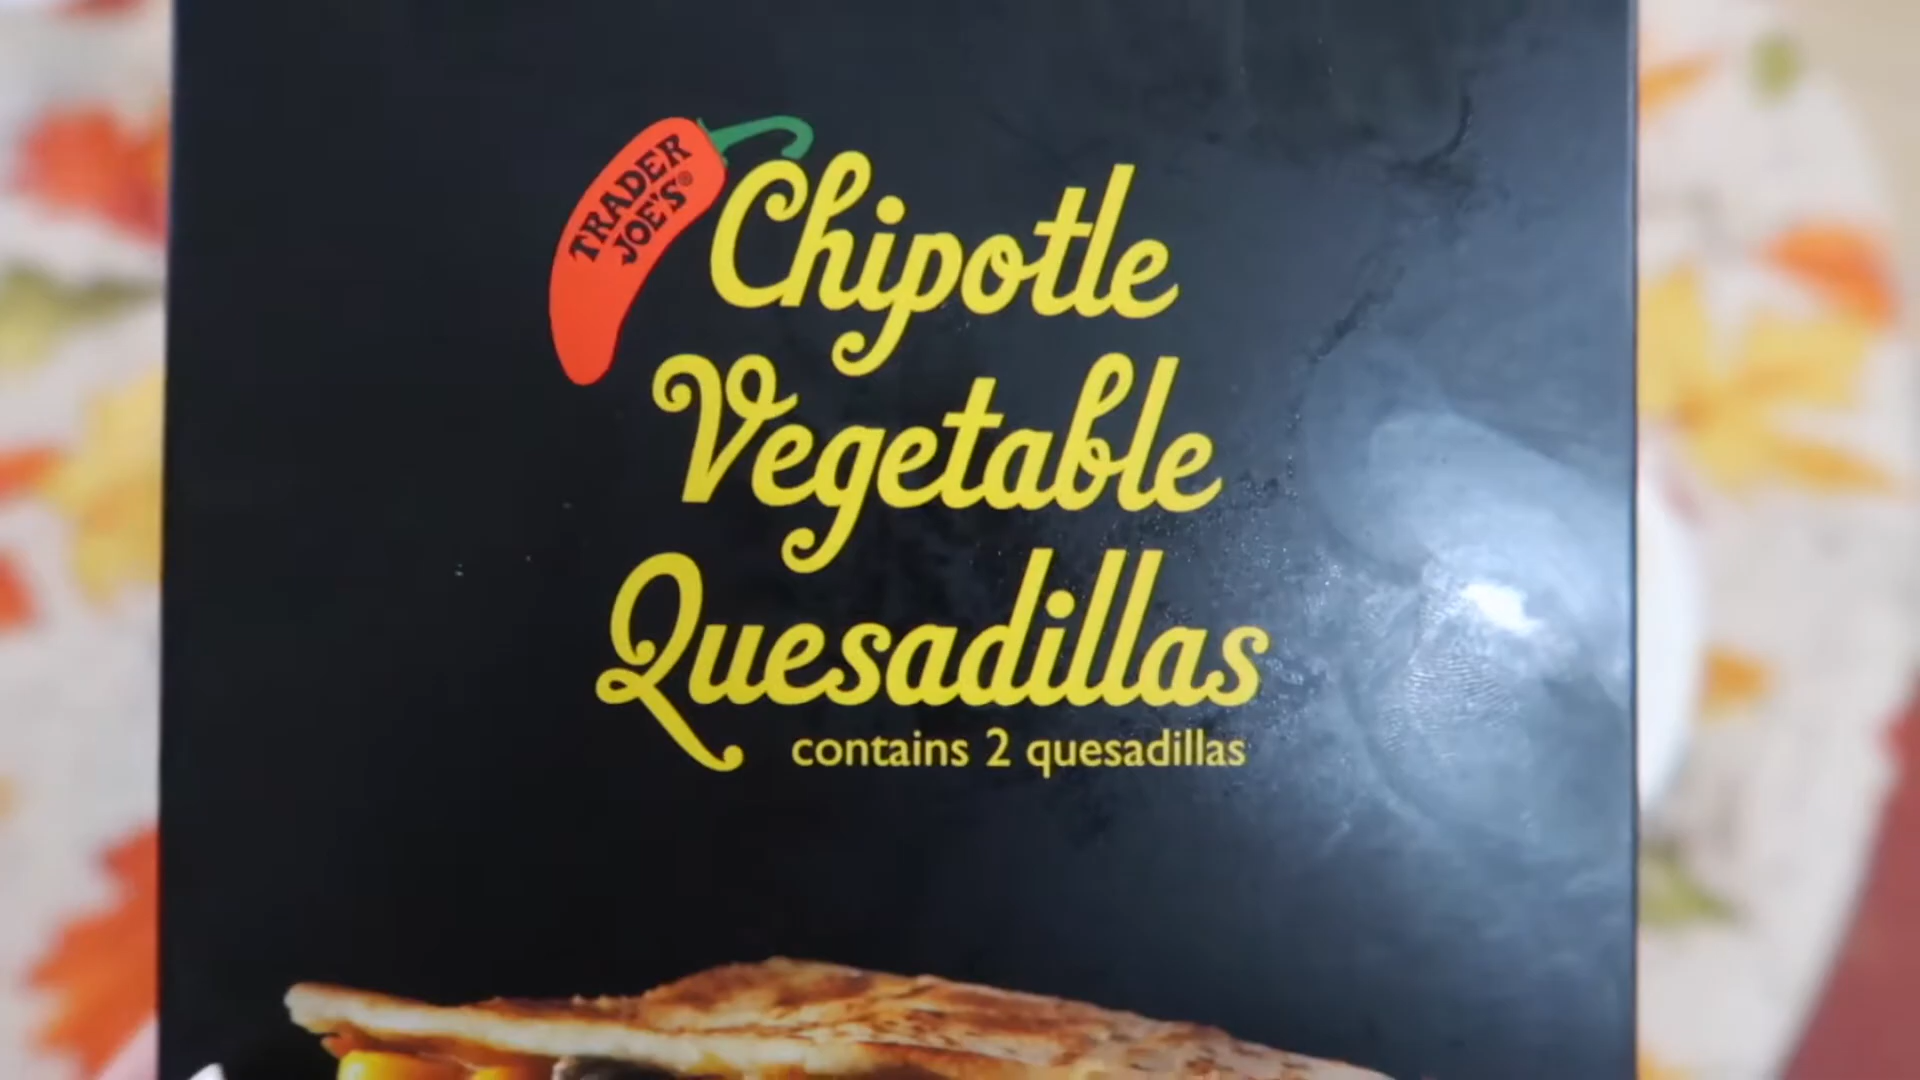 TRADER
JOE'S®
Chipotle
Vegetable
Quesadillas
contains 2 quesadillas